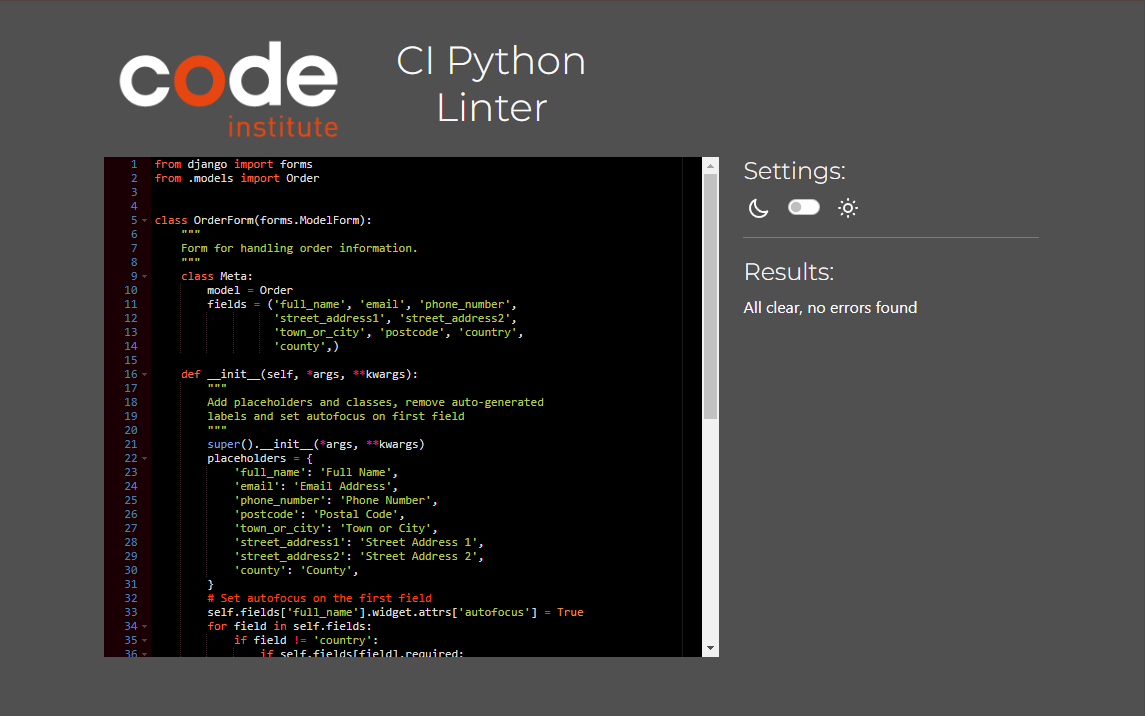 code
institute
CI Python
Linter
1 from django import forms
2 from .models import Order
3
4
5 class OrderForm(forms.ModelForm):
6     """
7     Form for handling order information.
8     """
9     class Meta:
10         model = Order
11         fields = ('full_name', 'email', 'phone_number',
12                   'street_address1', 'street_address2',
13                   'town_or_city', 'postcode', 'country',
14                   'county',)
15
16     def __init__(self, *args, **kwargs):
17         """
18         Add placeholders and classes, remove auto-generated
19         labels and set autofocus on first field
20         """
21         super().__init__(*args, **kwargs)
22         placeholders = {
23             'full_name': 'Full Name',
24             'email': 'Email Address',
25             'phone_number': 'Phone Number',
26             'postcode': 'Postal Code',
27             'town_or_city': 'Town or City',
28             'street_address1': 'Street Address 1',
29             'street_address2': 'Street Address 2',
30             'county': 'County',
31         }
32         # Set autofocus on the first field
33         self.fields['full_name'].widget.attrs['autofocus'] = True
34         for field in self.fields:
35             if field != 'country':
36                 if self.fields[field].required:
Settings:
Results:
All clear, no errors found